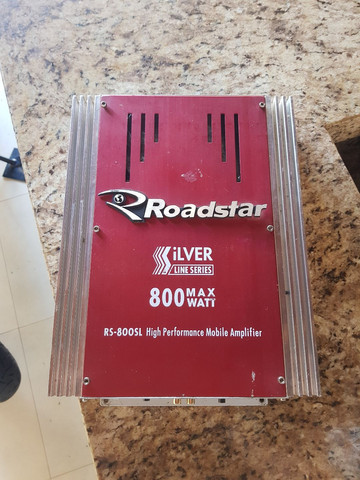 Roadstar
SiLVER
LINE SERIES
800 MAX WATT
RS-800SL High Performance Mobile Amplifier